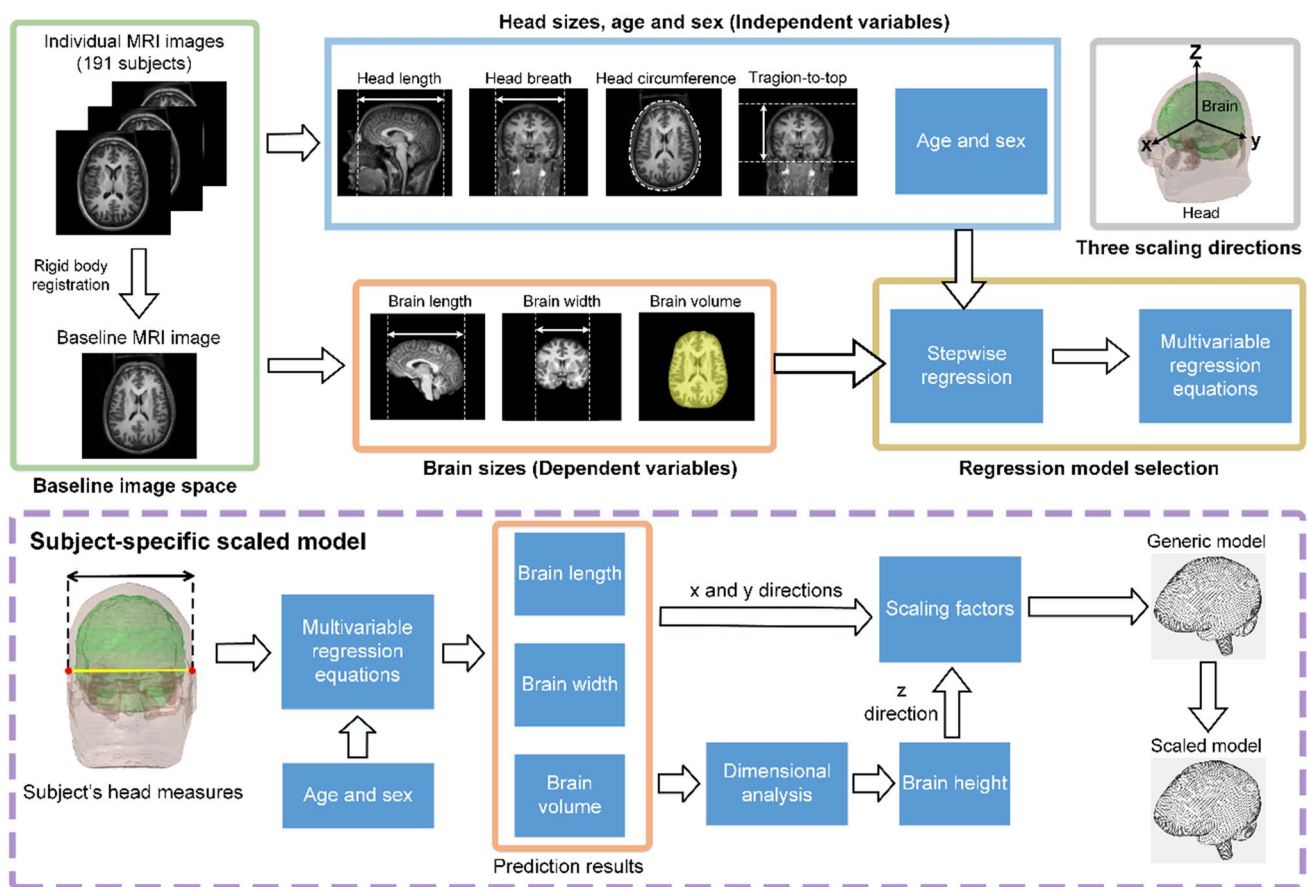 Head sizes, age and sex (Independent variables)
Individual MRI images
(191 subjects)
Rigid body
registration
Baseline MRI image
Baseline image space
Head length
Head breath
Head circumference
Tragion-to-top
Age and sex
Z
Brain
x
y
Head
Three scaling directions
Brain length
Brain width
Brain volume
Brain sizes (Dependent variables)
Stepwise
regression
Multivariable
regression
equations
Regression model selection
Subject-specific scaled model
Subject's head measures
Multivariable
regression
equations
Age and sex
Brain length
Brain width
Brain
volume
Prediction results
x and y directions
Dimensional
analysis
Brain height
z
direction
Scaling factors
Generic model
Scaled model